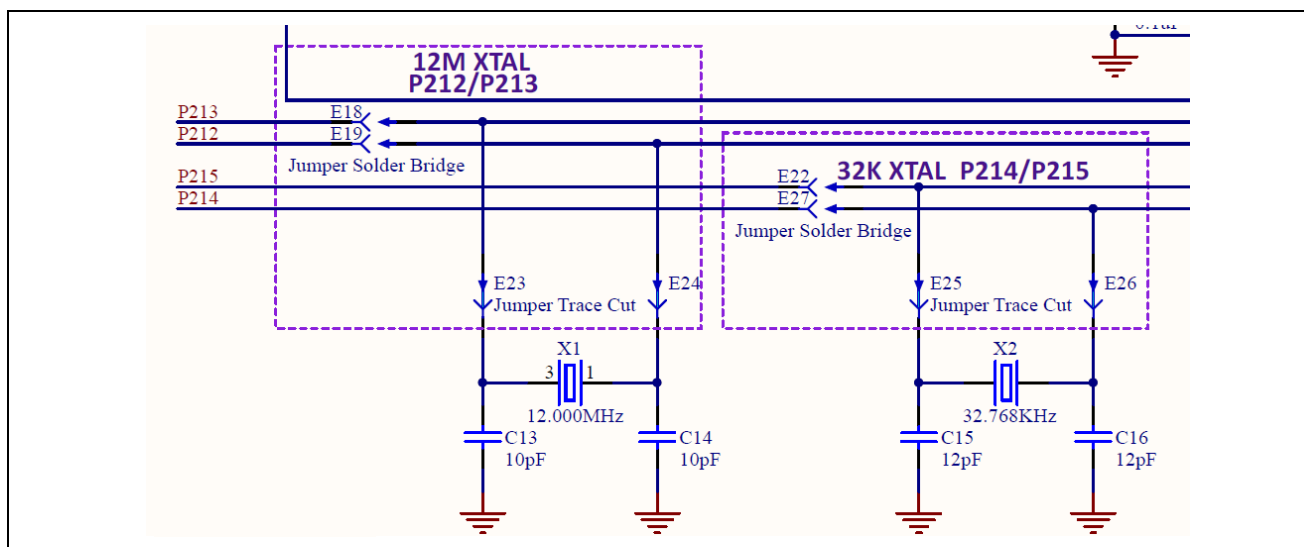 0.1uF
12M XTAL
P212/P213
P213
E18
P212
E19
Jumper Solder Bridge
P215
E22
32K XTAL P214/P215
P214
E27
Jumper Solder Bridge
E23
E24
E25
E26
Jumper Trace Cut
Jumper Trace Cut
X1
X2
3
1
12.000MHz
32.768KHz
C13
C14
C15
C16
10pF
10pF
12pF
12pF